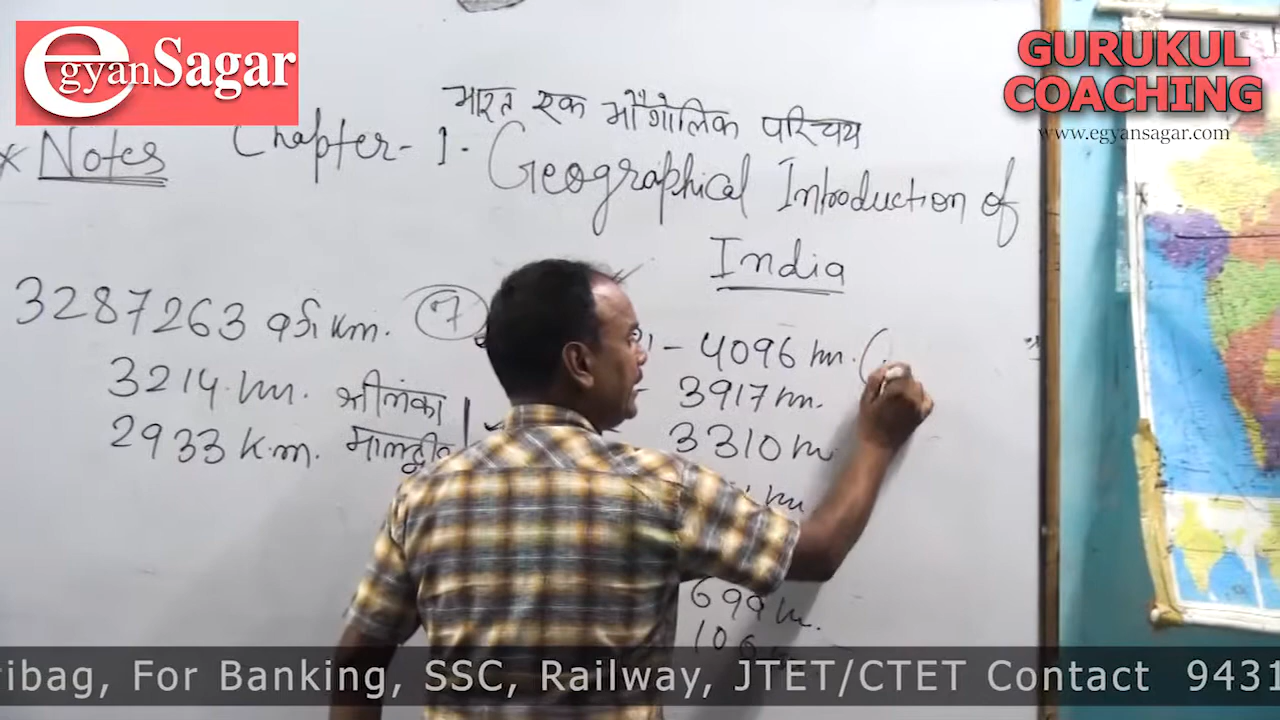 egyanSagar
GURUKUL
COACHING
www.egyansagar.com
भारत एक भौगोलिक परिचय
* Notes Chapter-1. Geographical Introduction of
India
3287263 वर्ग km.
3214 km. श्रीलंका
2933 k.m.
7
- 4096 km. (
3917 km.
3310 m
km
699 km.
106
ribag, For Banking, SSC, Railway, JTET/CTET Contact 9431